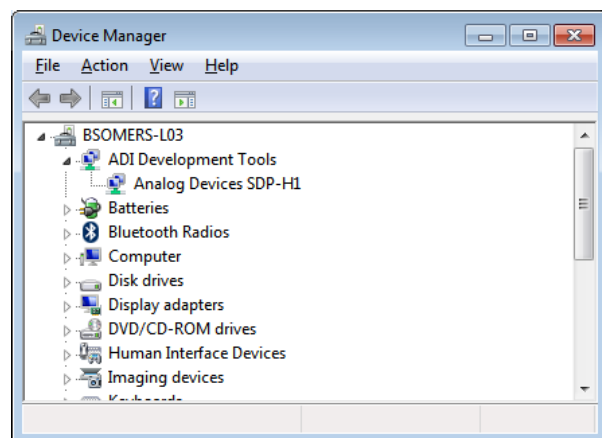 Device Manager
File Action View Help
BSOMERS-L03
ADI Development Tools
Analog Devices SDP-H1
Batteries
Bluetooth Radios
Computer
Disk drives
Display adapters
DVD/CD-ROM drives
Human Interface Devices
Imaging devices
Keyboards